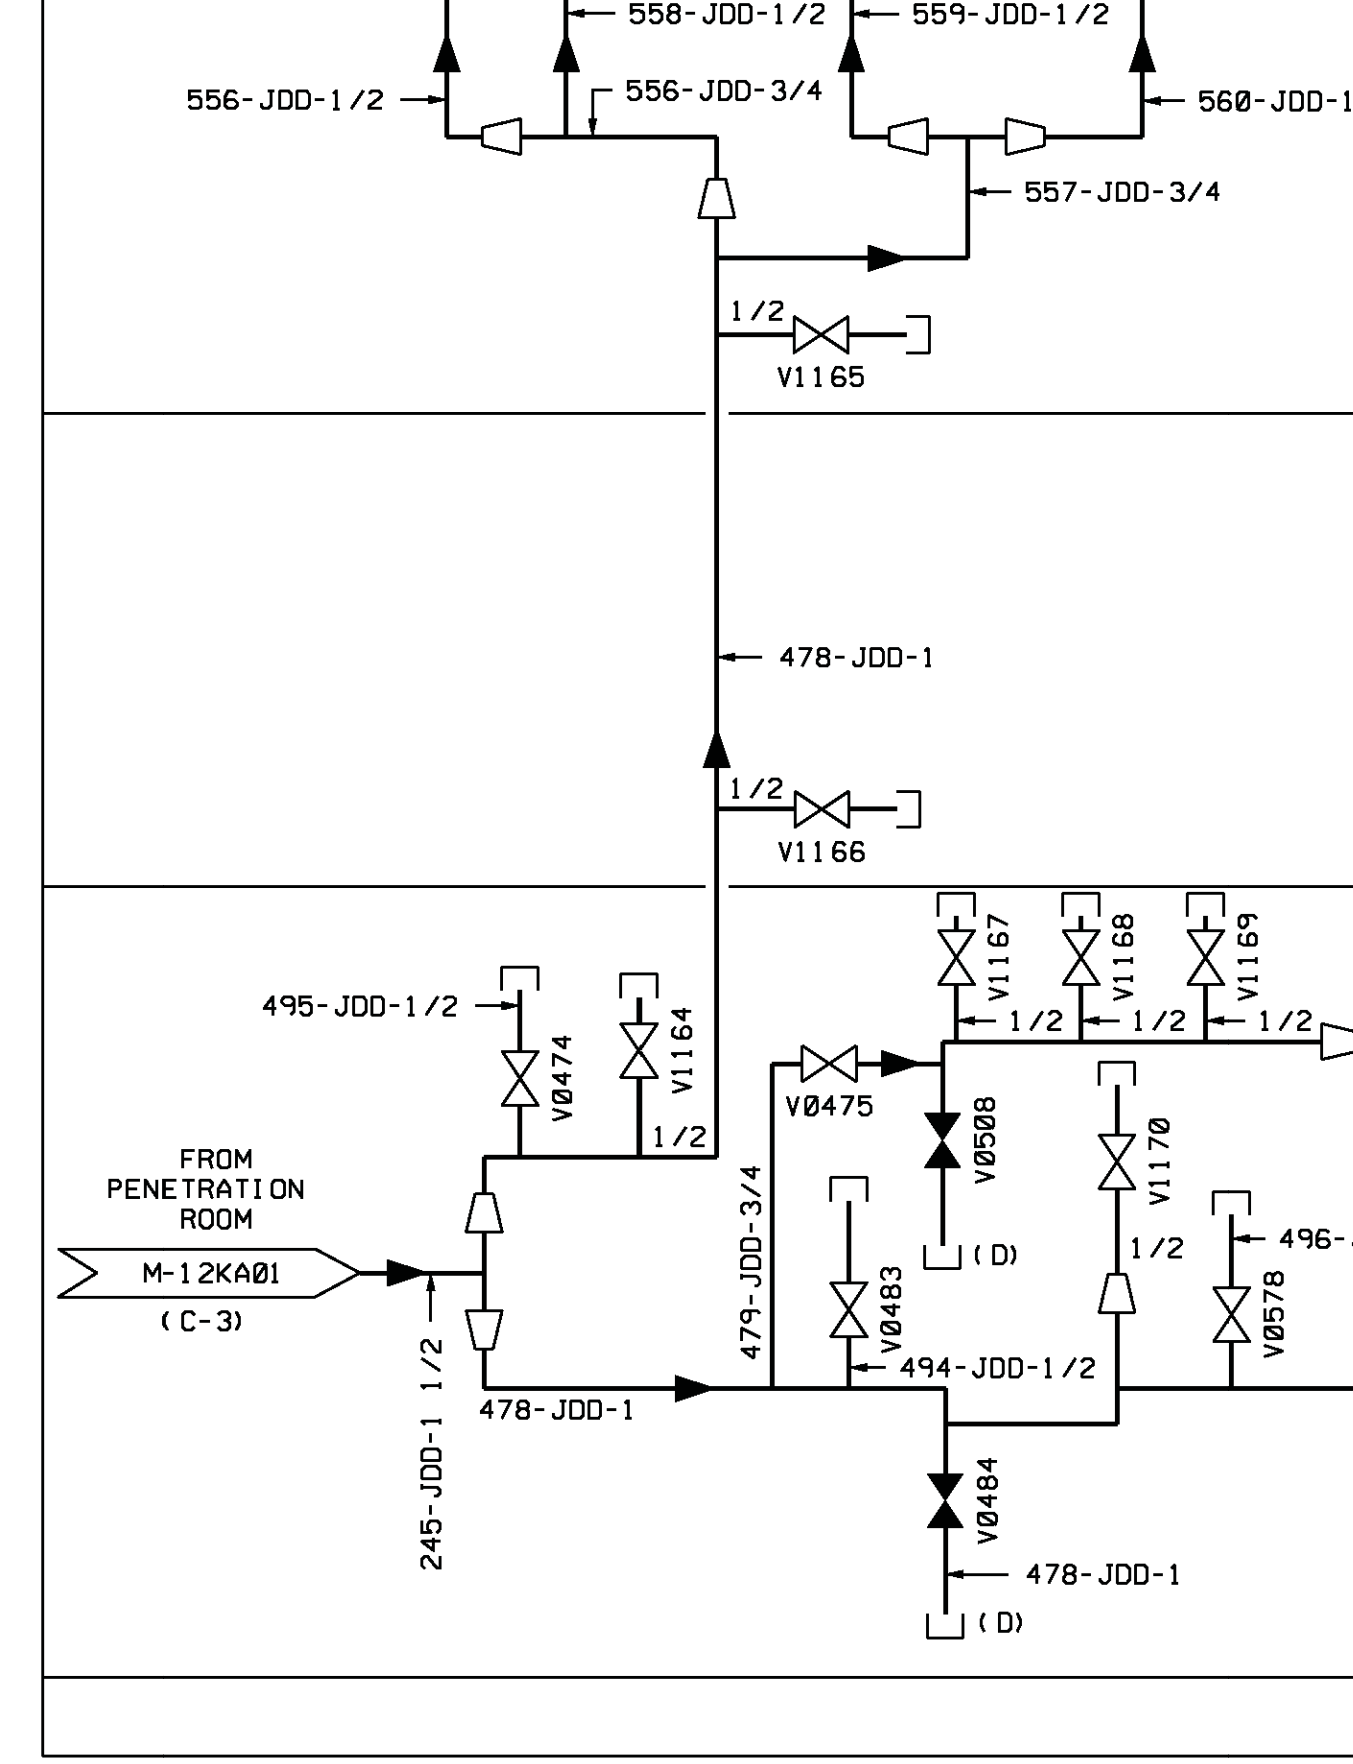 558-JDD-1/2
559-JDD-1/2
556-JDD-1/2
556-JDD-3/4
560-JDD-1
557-JDD-3/4
1/2
V1165
478-JDD-1
1/2
V1166
V1167
V1168
V1169
495-JDD-1/2
V0474
V1164
1/2
1/2
1/2
1/2
V0475
V0508
V1170
FROM
PENETRATION
ROOM
M-12KA01
(C-3)
479-JDD-3/4
(D)
1/2
496-
V0483
V0578
494-JDD-1/2
478-JDD-1
245-JDD-1 1/2
V0484
478-JDD-1
(D)